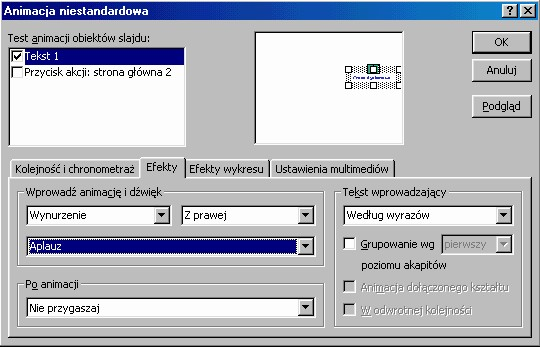 Animacja niestandardowa
Test animacji obiektów slajdu:
Tekst 1
Przycisk akcji: strona główna 2
OK
Anuluj
Podgląd
Kolejność i chronometraż Efekty Efekty wykresu Ustawienia multimediów
Wprowadź animację i dźwięk
Wynurzenie Z prawej
Aplauz
Po animacji
Nie przygaszaj
Tekst wprowadzający
Według wyrazów
Grupowanie wg pierwszy
poziomu akapitów
Animacja dołączonego kształtu
W odwrotnej kolejności